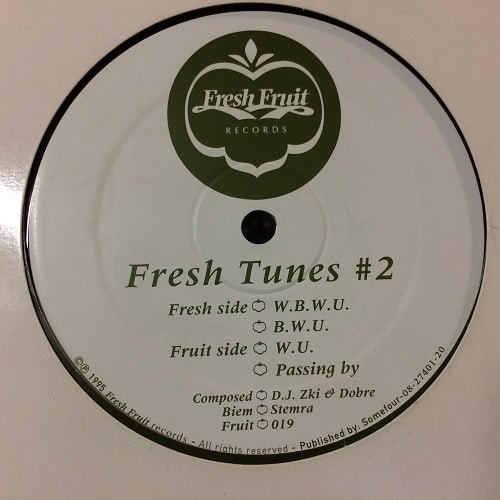 Fresh Fruit
RECORDS
Fresh Tunes #2
Fresh side W.B.W.U.
B.W.U.
Fruit side W.U.
Passing by
Composed D.J. Zki & Dobre
Biem Stemra
Fruit 019
©℗ 1995 Fresh Fruit records - All rights reserved - Published by: Somefour-08-27401-20